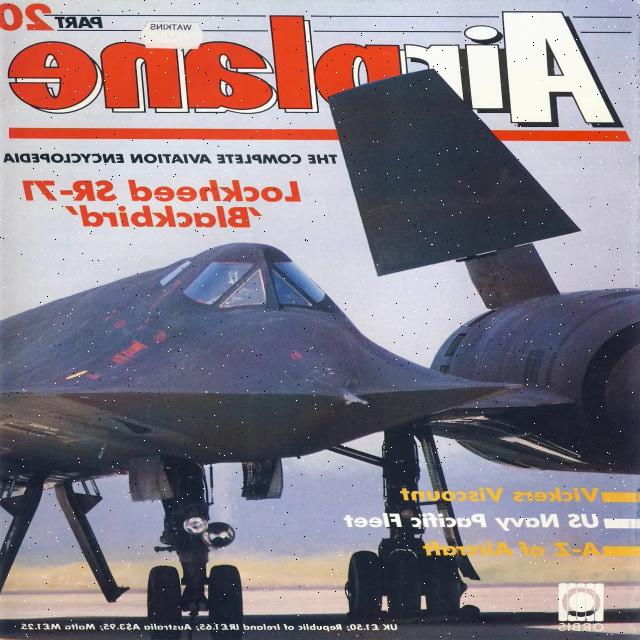 PART 20
WATKINS
Airplane
THE COMPLETE AVIATION ENCYCLOPEDIA
Lockheed SR-71
'Blackbird'
Vickers Viscount
US Navy Pacific Fleet
A-Z of Aircraft
ORBIS
UK £1.50; Republic of Ireland IR£1.65; Australia A$3.95; Malta M£1.25